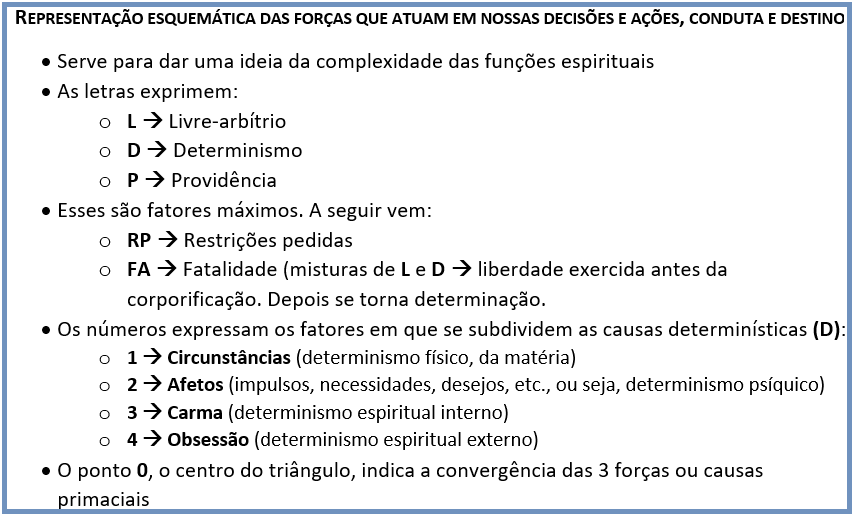 REPRESENTAÇÃO ESQUEMÁTICA DAS FORÇAS QUE ATUAM EM NOSSAS DECISÕES E AÇÕES, CONDUTA E DESTINO
• Serve para dar uma ideia da complexidade das funções espirituais
• As letras exprimem:
o L → Livre-arbítrio
o D → Determinismo
o P → Providência
• Esses são fatores máximos. A seguir vem:
o RP → Restrições pedidas
o FA → Fatalidade (misturas de L e D → liberdade exercida antes da
corporificação. Depois se torna determinação.
• Os números expressam os fatores em que se subdividem as causas determinísticas (D):
o 1 → Circunstâncias (determinismo físico, da matéria)
o 2 → Afetos (impulsos, necessidades, desejos, etc., ou seja, determinismo psíquico)
o 3 → Carma (determinismo espiritual interno)
o 4 → Obsessão (determinismo espiritual externo)
• O ponto 0, o centro do triângulo, indica a convergência das 3 forças ou causas
primaciais